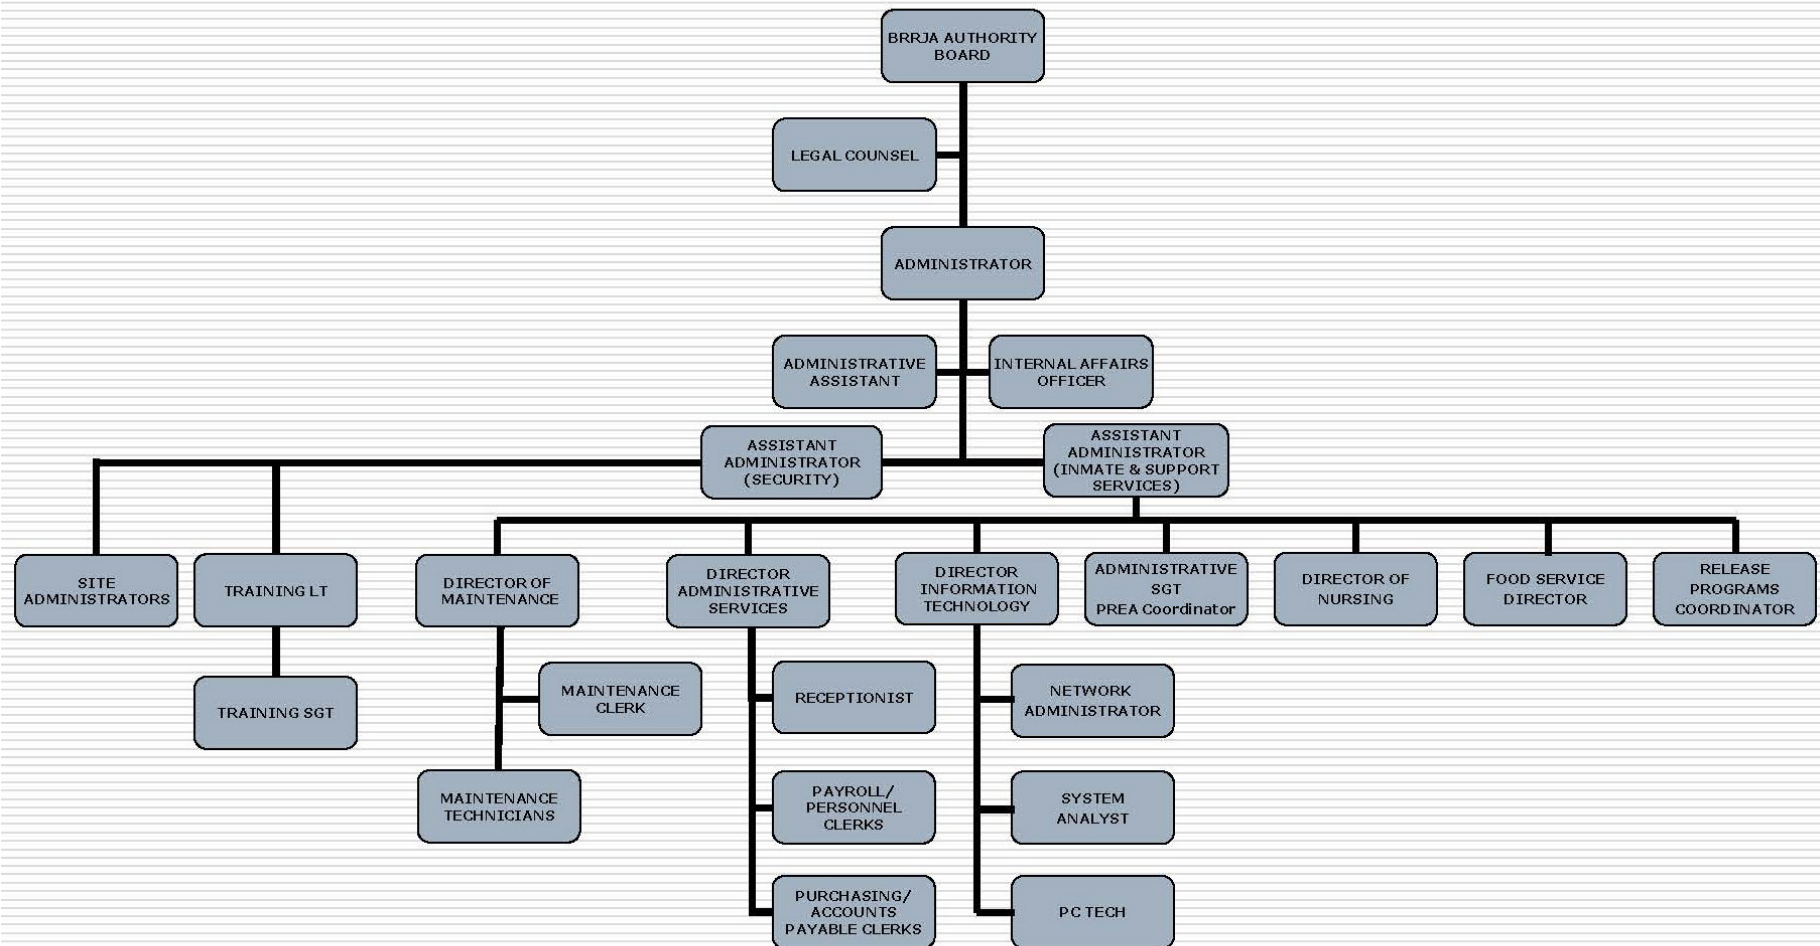 BRRJA AUTHORITY
BOARD
LEGAL COUNSEL
ADMINISTRATOR
ADMINISTRATIVE
ASSISTANT
INTERNAL AFFAIRS
OFFICER
ASSISTANT
ADMINISTRATOR
(SECURITY)
ASSISTANT
ADMINISTRATOR
(INMATE & SUPPORT
SERVICES)
SITE
ADMINISTRATORS
TRAINING LT
DIRECTOR OF
MAINTENANCE
DIRECTOR
ADMINISTRATIVE
SERVICES
DIRECTOR
INFORMATION
TECHNOLOGY
ADMINISTRATIVE
SGT
PREA Coordinator
DIRECTOR OF
NURSING
FOOD SERVICE
DIRECTOR
RELEASE
PROGRAMS
COORDINATOR
TRAINING SGT
MAINTENANCE
CLERK
RECEPTIONIST
NETWORK
ADMINISTRATOR
MAINTENANCE
TECHNICIANS
PAYROLL/
PERSONNEL
CLERKS
SYSTEM
ANALYST
PURCHASING/
ACCOUNTS
PAYABLE CLERKS
PC TECH